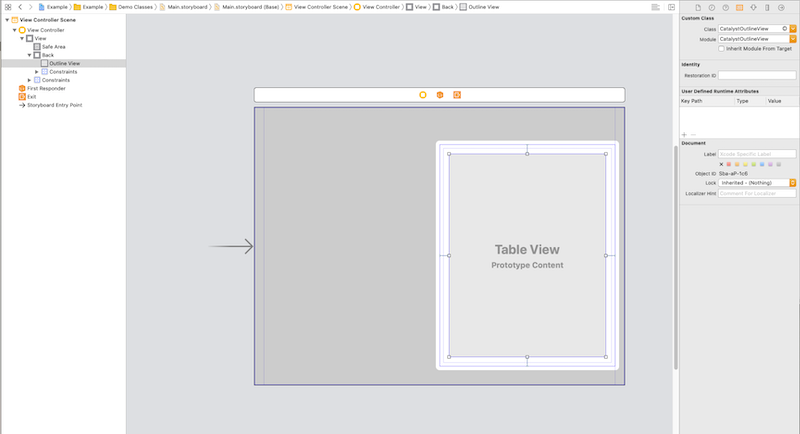 Example > Example > Demo Classes > Main.storyboard > Main.storyboard (Base) > View Controller Scene > View Controller > View > Back > Outline View
View Controller Scene
View Controller
View
Safe Area
Back
Outline View
Constraints
Constraints
First Responder
Exit
Storyboard Entry Point
Table View
Prototype Content
Custom Class
Class CatalystOutlineView
Module CatalystOutlineView
Inherit Module From Target
Identity
Restoration ID
User Defined Runtime Attributes
Key Path Type Value
Document
Label Xcode Specific Label
Object ID Sba-aP-1c6
Lock Inherited - (Nothing)
Localizer Hint Comment For Localizer